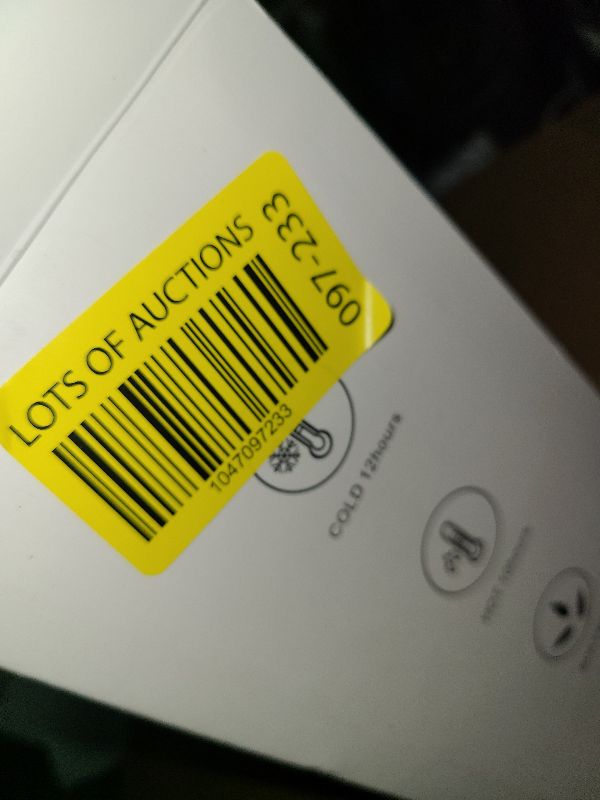 LOTS OF AUCTIONS
097-233
1047097233
COLD 12hours